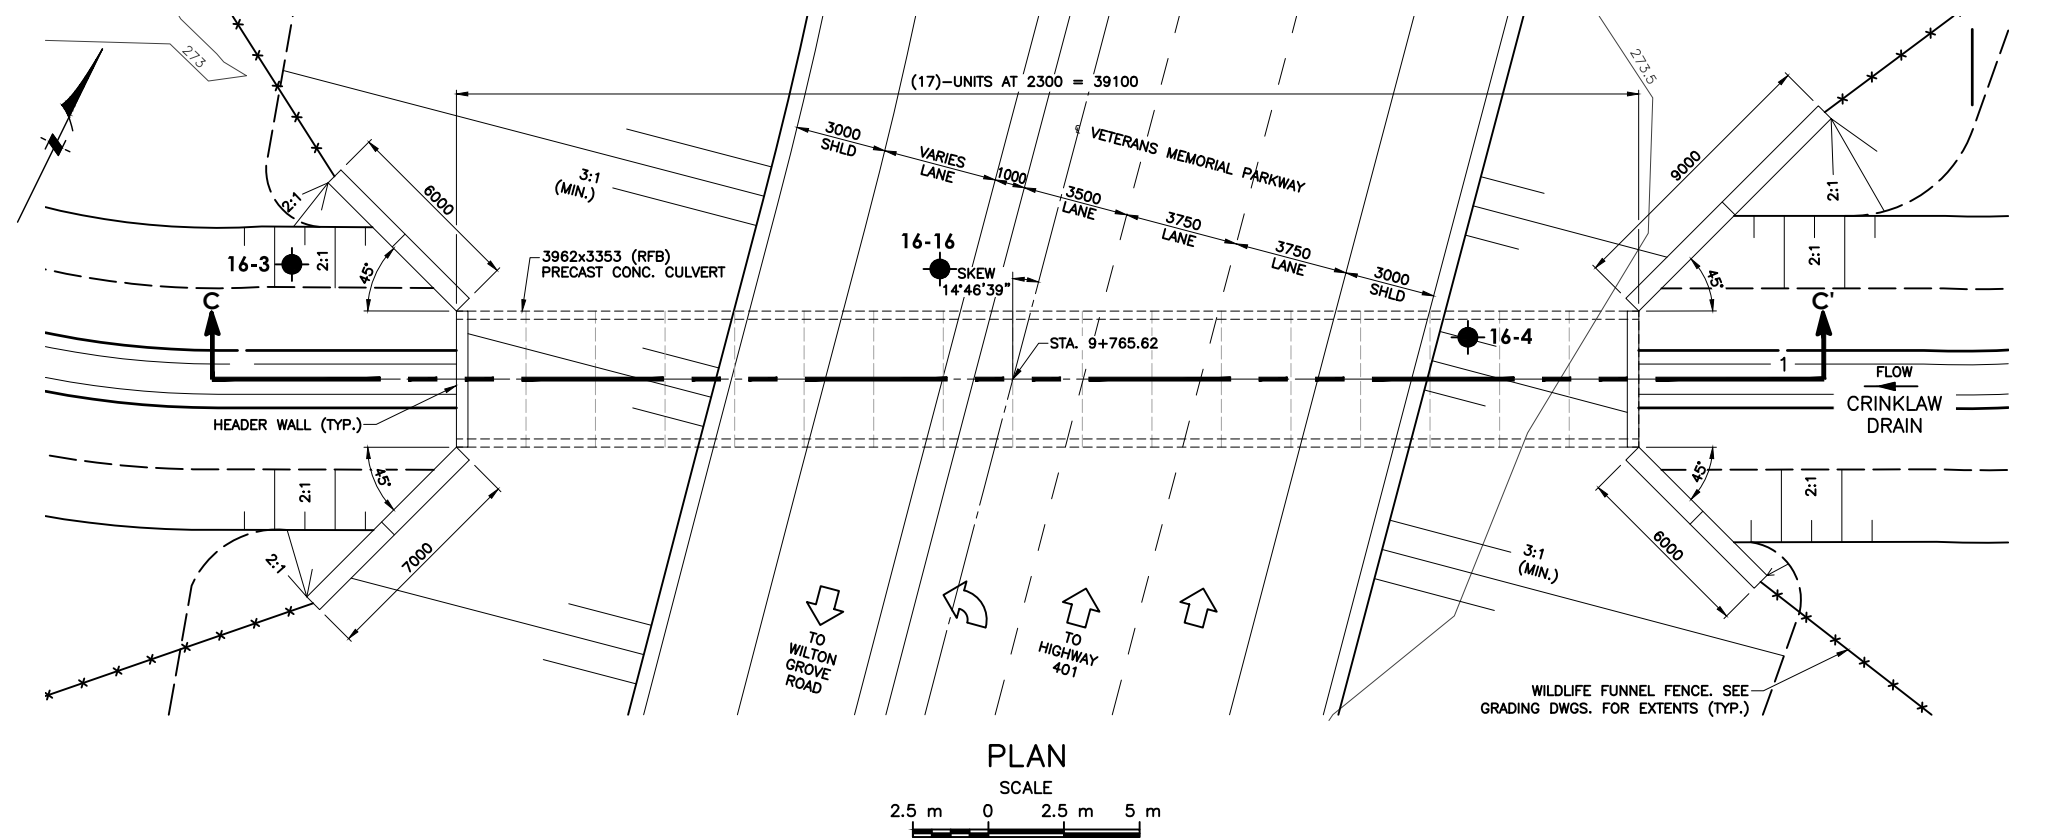 273
(17)-UNITS AT 2300 = 39100
273.5
3000
SHLD
VARIES
LANE
1000
3500
LANE
3750
LANE
3750
LANE
3000
SHLD
℄ VETERANS MEMORIAL PARKWAY
6000
9000
2:1
2:1
3:1
(MIN.)
16-3
2:1
45°
3962x3353 (RFB)
PRECAST CONC. CULVERT
16-16
SKEW
14°46'39"
45°
2:1
C
C'
STA. 9+765.62
16-4
1
FLOW
CRINKLAW
DRAIN
HEADER WALL (TYP.)
45°
2:1
45°
2:1
2:1
7000
6000
3:1
(MIN.)
TO
WILTON
GROVE
ROAD
TO
HIGHWAY
401
WILDLIFE FUNNEL FENCE. SEE
GRADING DWGS. FOR EXTENTS (TYP.)
PLAN
SCALE
2.5 m 0 2.5 m 5 m